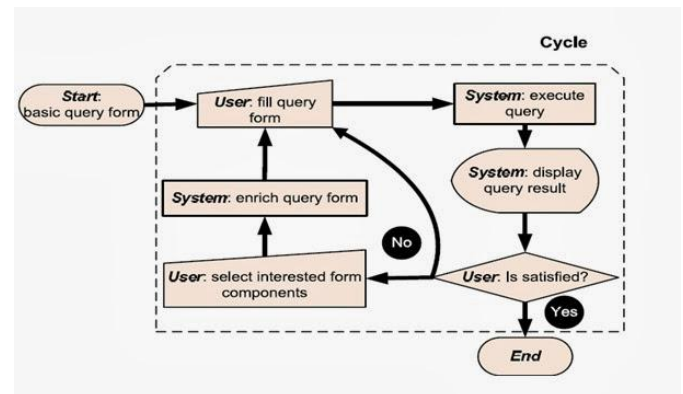 Cycle
Start:
basic query form
User: fill query
form
System: execute
query
System: display
query result
System: enrich query form
No
User: select interested form
components
User: Is satisfied?
Yes
End